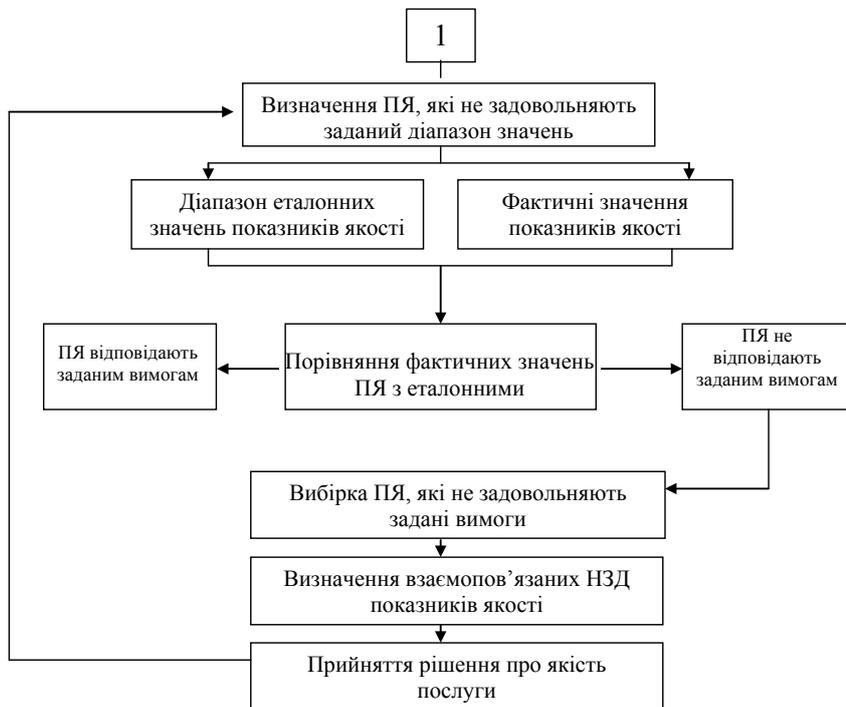 1
Визначення ПЯ, які не задовольняють
заданий діапазон значень
Діапазон еталонних
значень показників якості
Фактичні значення
показників якості
ПЯ відповідають
заданим вимогам
Порівняння фактичних значень
ПЯ з еталонними
ПЯ не
відповідають
заданим вимогам
Вибірка ПЯ, які не задовольняють
задані вимоги
Визначення взаємопов’язаних НЗД
показників якості
Прийняття рішення про якість
послуги